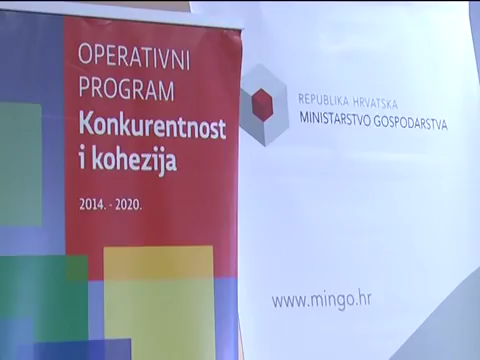 OPERATIVNI
PROGRAM
Konkurentnost
i kohezija
2014. - 2020.
REPUBLIKA HRVATSKA
MINISTARSTVO GOSPODARSTVA
www.mingo.hr